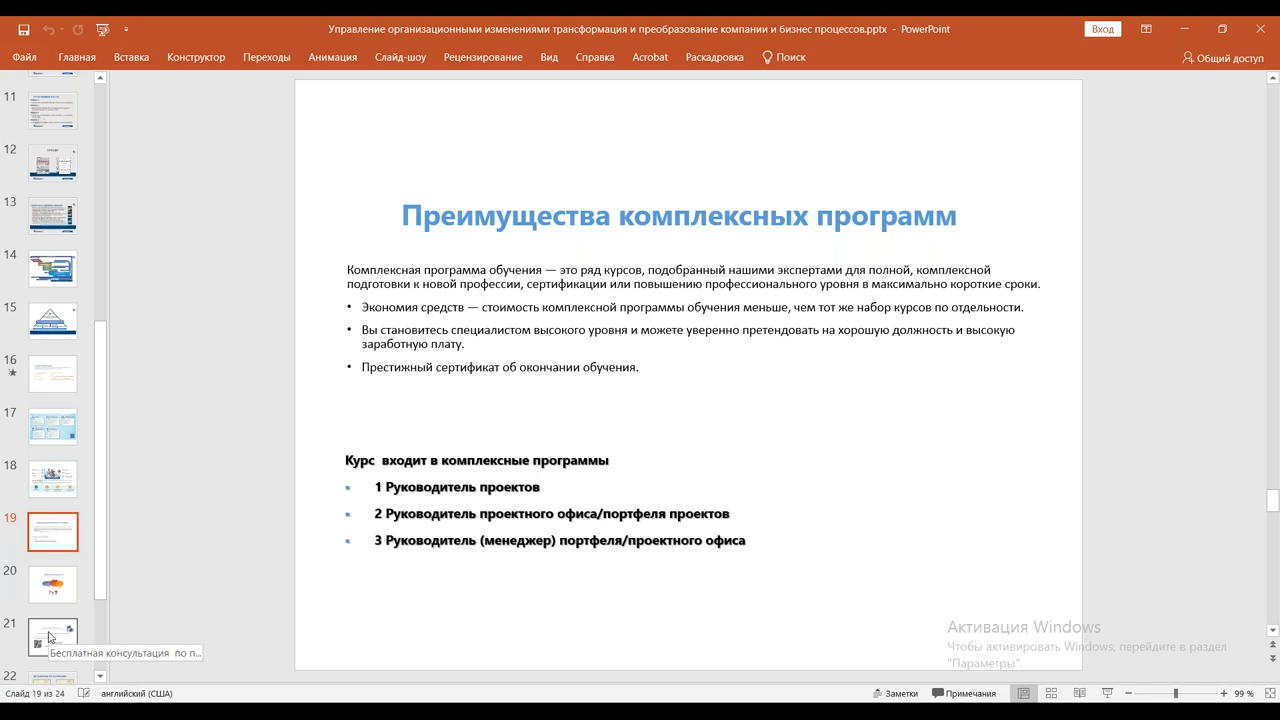 Управление организационными изменениями трансформация и преобразование компании и бизнес процессов.pptx - PowerPoint
Вход
Файл Главная Вставка Конструктор Переходы Анимация Слайд-шоу Рецензирование Вид Справка Acrobat Раскадровка Поиск Общий доступ
11
12
13
14
15
16
17
18
19
20
21
22
Бесплатная консультация по п...
Преимущества комплексных программ
Комплексная программа обучения — это ряд курсов, подобранный нашими экспертами для полной, комплексной
подготовки к новой профессии, сертификации или повышению профессионального уровня в максимально короткие сроки.
• Экономия средств — стоимость комплексной программы обучения меньше, чем тот же набор курсов по отдельности.
• Вы становитесь специалистом высокого уровня и можете уверенно претендовать на хорошую должность и высокую
заработную плату.
• Престижный сертификат об окончании обучения.
Курс входит в комплексные программы
1 Руководитель проектов
2 Руководитель проектного офиса/портфеля проектов
3 Руководитель (менеджер) портфеля/проектного офиса
Активация Windows
Чтобы активировать Windows, перейдите в раздел
"Параметры".
Слайд 19 из 24 английский (США) Заметки Примечания 99 %